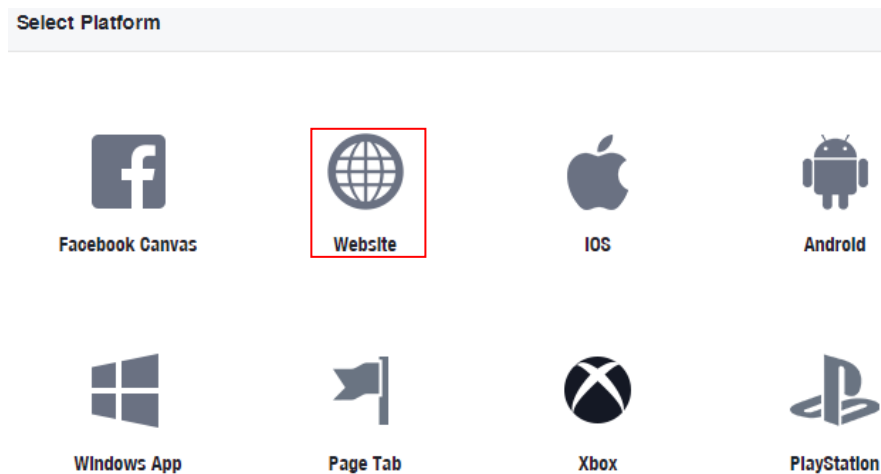 Select Platform
Facebook Canvas Website IOS Android
Windows App Page Tab Xbox PlayStation